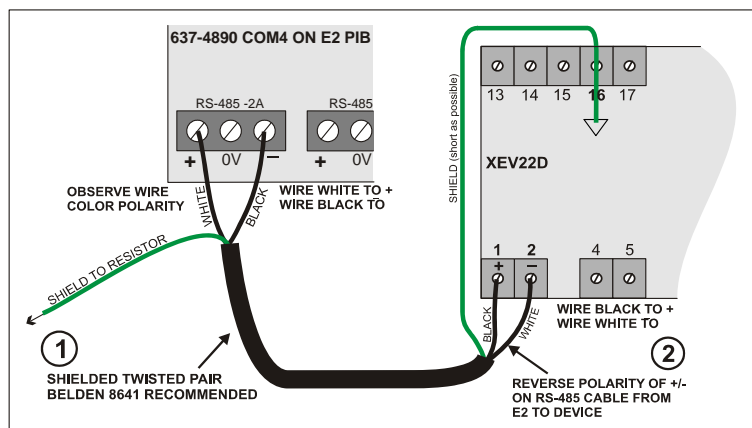 637-4890 COM4 ON E2 PIB
RS-485 -2A
RS-485
+ 0V –
+ 0V
OBSERVE WIRE
COLOR POLARITY
WHITE
BLACK
WIRE WHITE TO +
WIRE BLACK TO -
SHIELD TO RESISTOR
1
SHIELDED TWISTED PAIR
BELDEN 8641 RECOMMENDED
SHIELD (short as possible)
13 14 15 16 17
XEV22D
1 2 4 5
+ –
BLACK
WHITE
WIRE BLACK TO +
WIRE WHITE TO -
2
REVERSE POLARITY OF +/-
ON RS-485 CABLE FROM
E2 TO DEVICE